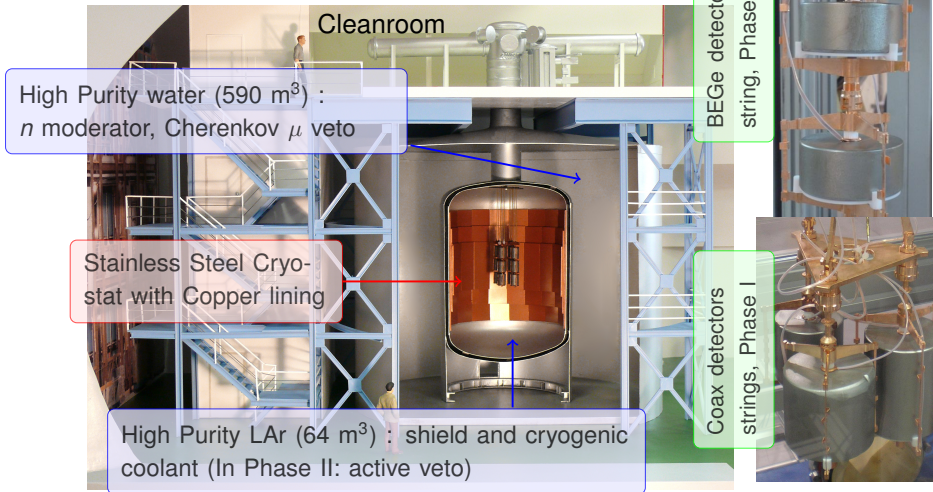 Cleanroom
High Purity water (590 m³) :
n moderator, Cherenkov μ veto
Stainless Steel Cryo-
stat with Copper lining
High Purity LAr (64 m³) : shield and cryogenic
coolant (In Phase II: active veto)
BEGe detecto
string, Phase
Coax detectors
strings, Phase I